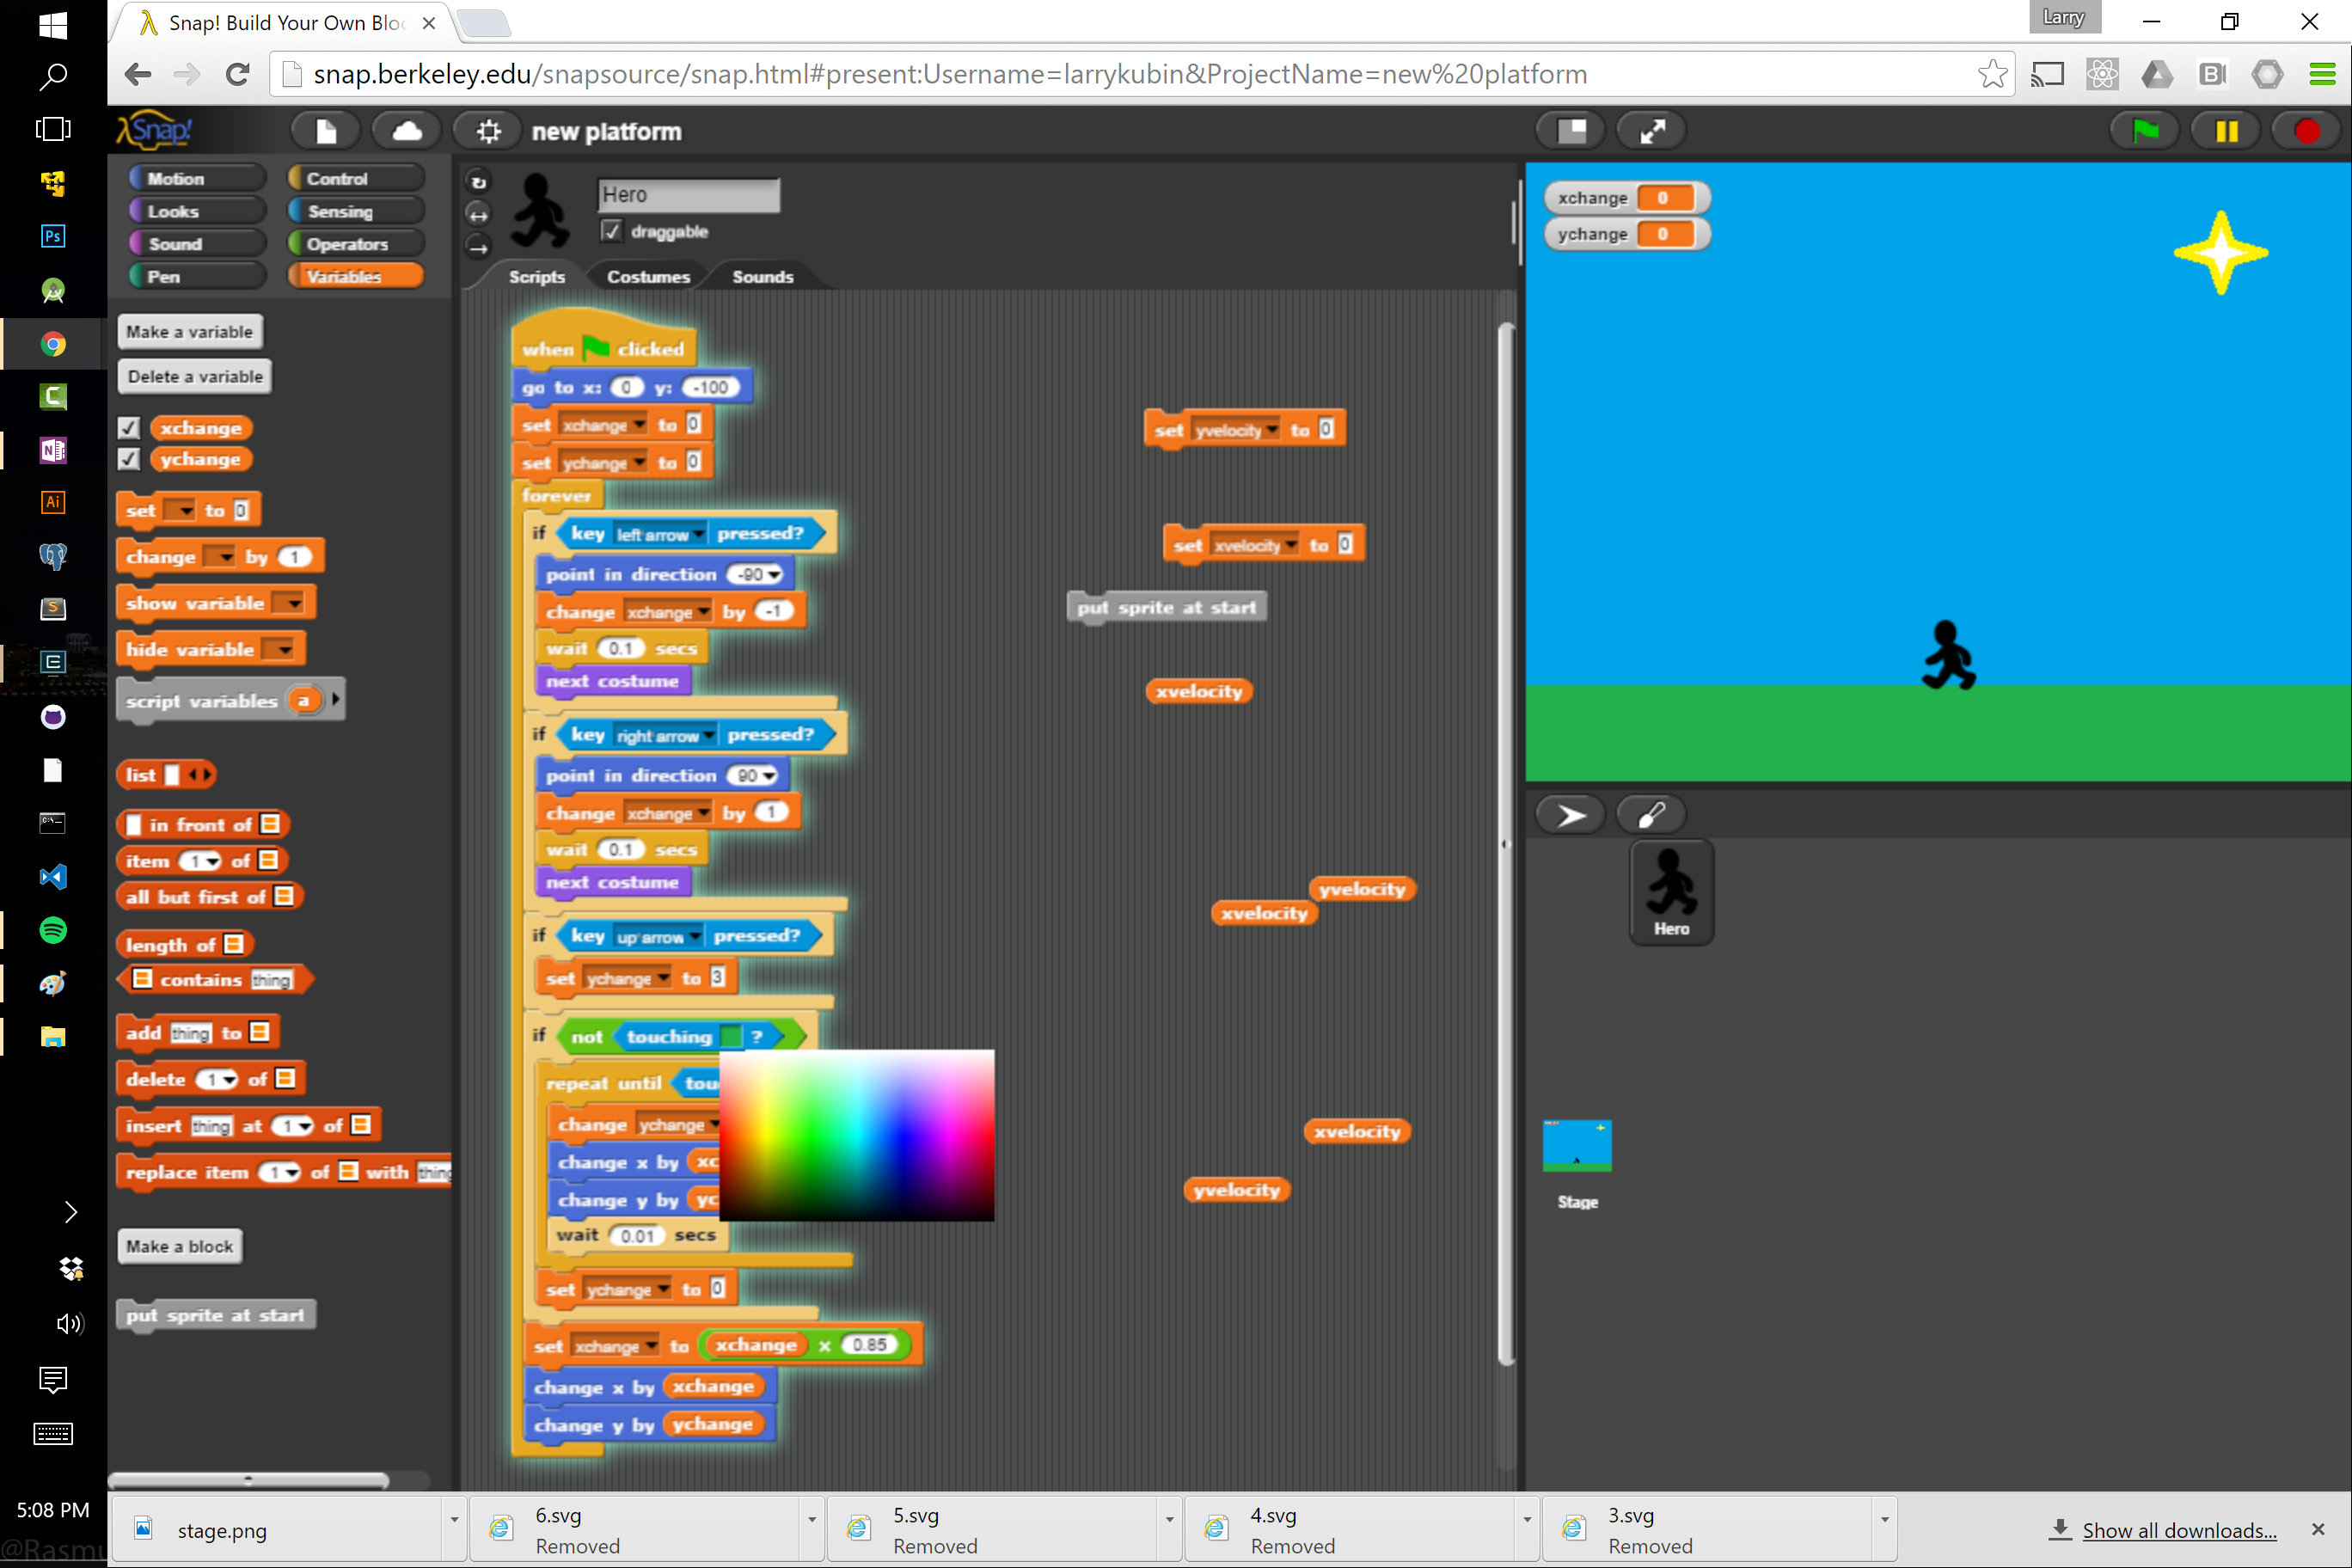 Snap! Build Your Own Bloc
Larry
snap.berkeley.edu/snapsource/snap.html#present:Username=larrykubin&ProjectName=new%20platform
λSnap!
new platform
Motion
Control
Looks
Sensing
Sound
Operators
Pen
Variables
Hero
draggable
Scripts
Costumes
Sounds
Make a variable
Delete a variable
xchange
ychange
set to 0
change by 1
show variable
hide variable
script variables a
list
in front of
item 1 of
all but first of
length of
contains thing
add thing to
delete 1 of
insert thing at 1 of
replace item 1 of with thing
Make a block
put sprite at start
when clicked
go to x: 0 y: -100
set xchange to 0
set ychange to 0
forever
if key left arrow pressed?
point in direction -90
change xchange by -1
wait 0.1 secs
next costume
if key right arrow pressed?
point in direction 90
change xchange by 1
wait 0.1 secs
next costume
if key up arrow pressed?
set ychange to 3
if not touching ?
repeat until tou
change ychange
change x by xc
change y by yc
wait 0.01 secs
set ychange to 0
set xchange to xchange x 0.85
change x by xchange
change y by ychange
set yvelocity to 0
set xvelocity to 0
put sprite at start
xvelocity
yvelocity
xvelocity
xvelocity
yvelocity
xchange 0
ychange 0
Hero
Stage
Ps
N
Ai
S
E
C:\_
5:08 PM
@Rasmu
stage.png
6.svg
Removed
5.svg
Removed
4.svg
Removed
3.svg
Removed
Show all downloads...